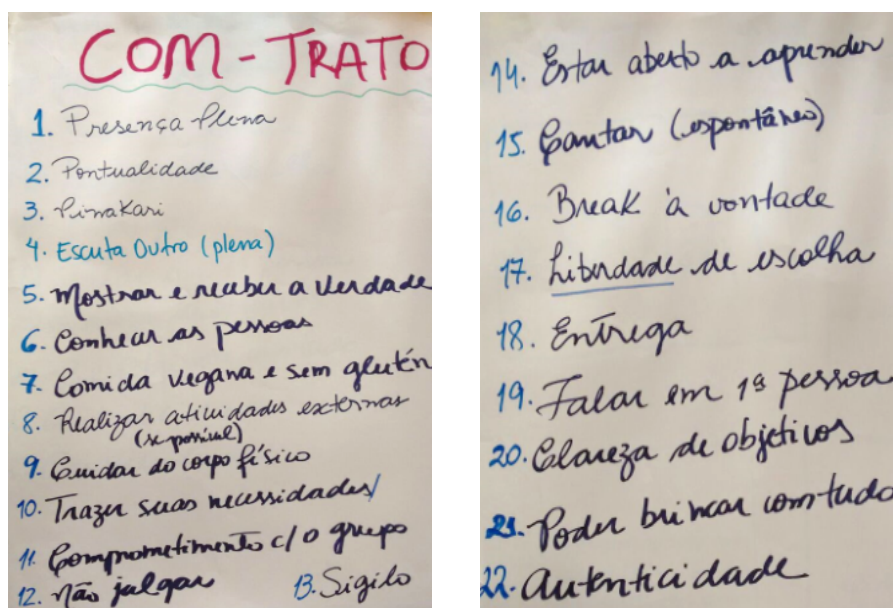 COM-TRATO
1. Presença Plena
2. Pontualidade
3. Pinakari
4. Escuta Outro (plena)
5. Mostrar e receber a verdade
6. Conhecer as pessoas
7. Comida vegana e sem glutén
8. Realizar atividades externas
(se possível)
9. Cuidar do corpo físico
10. Trazer suas necessidades/
11. Comprometimento c/o grupo
12. Não julgar 13. Sigilo
14. Estar aberto a aprender
15. Cantar (espontâneo)
16. Break à vontade
17. Liberdade de escolha
18. Entrega
19. Falar em 1ª pessoa
20. Clareza de objetivos
21. Poder brincar com tudo
22. Autenticidade